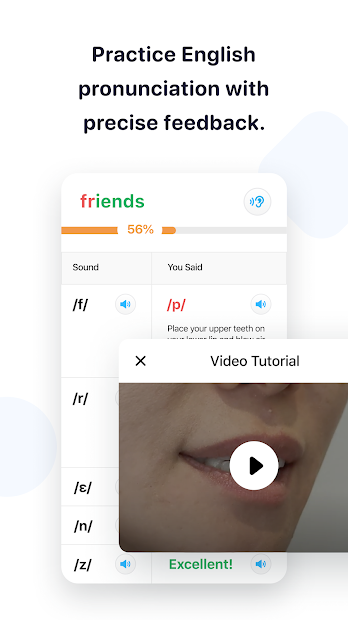 Practice English
pronunciation with
precise feedback.
friends
56%
Sound
You Said
/f/
/p/
Place your upper teeth on
your lower lip and blow air
Video Tutorial
/r/
/ɛ/
/n/
/z/
Excellent!